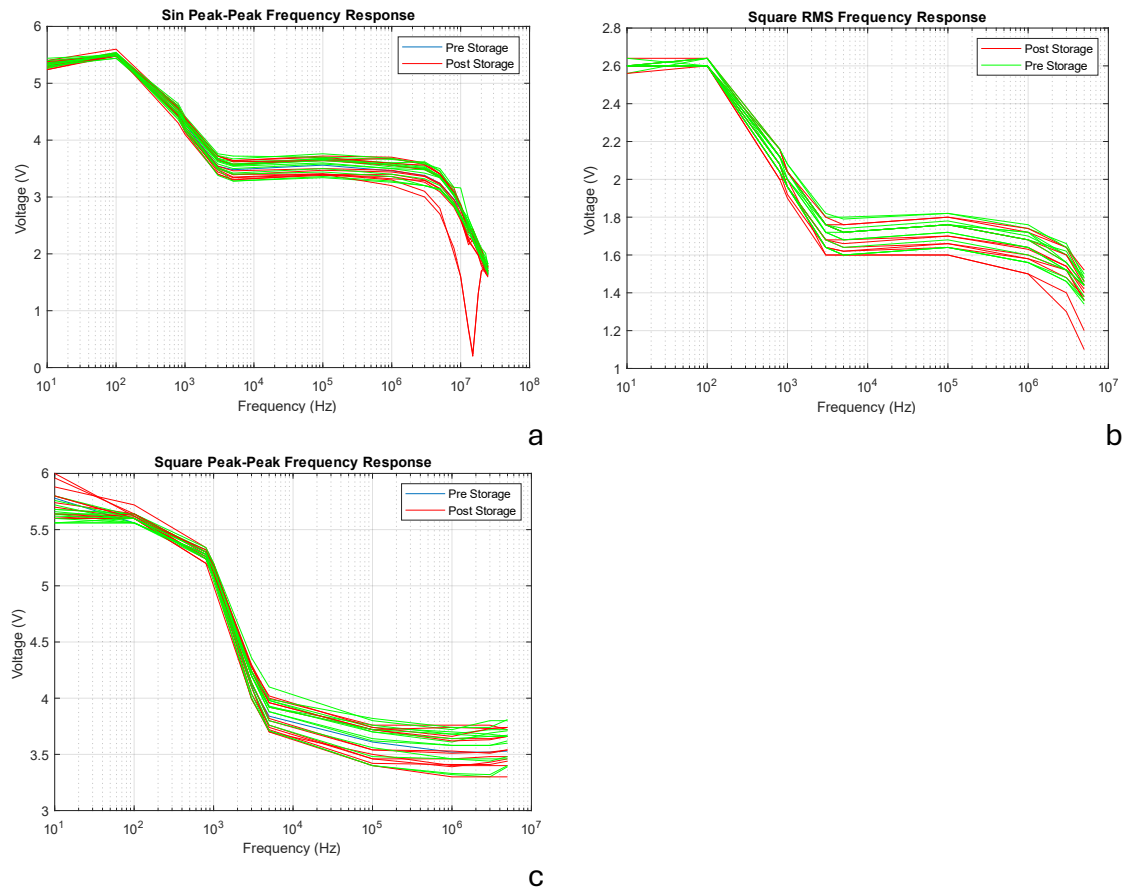 Sin Peak-Peak Frequency Response
6
5
4
3
2
1
0
Voltage (V)
Pre Storage
Post Storage
10^1 10^2 10^3 10^4 10^5 10^6 10^7 10^8
Frequency (Hz)
a
Square RMS Frequency Response
2.8
2.6
2.4
2.2
2
1.8
1.6
1.4
1.2
1
Voltage (V)
Post Storage
Pre Storage
10^1 10^2 10^3 10^4 10^5 10^6 10^7
Frequency (Hz)
b
Square Peak-Peak Frequency Response
6
5.5
5
4.5
4
3.5
3
Voltage (V)
Pre Storage
Post Storage
10^1 10^2 10^3 10^4 10^5 10^6 10^7
Frequency (Hz)
c